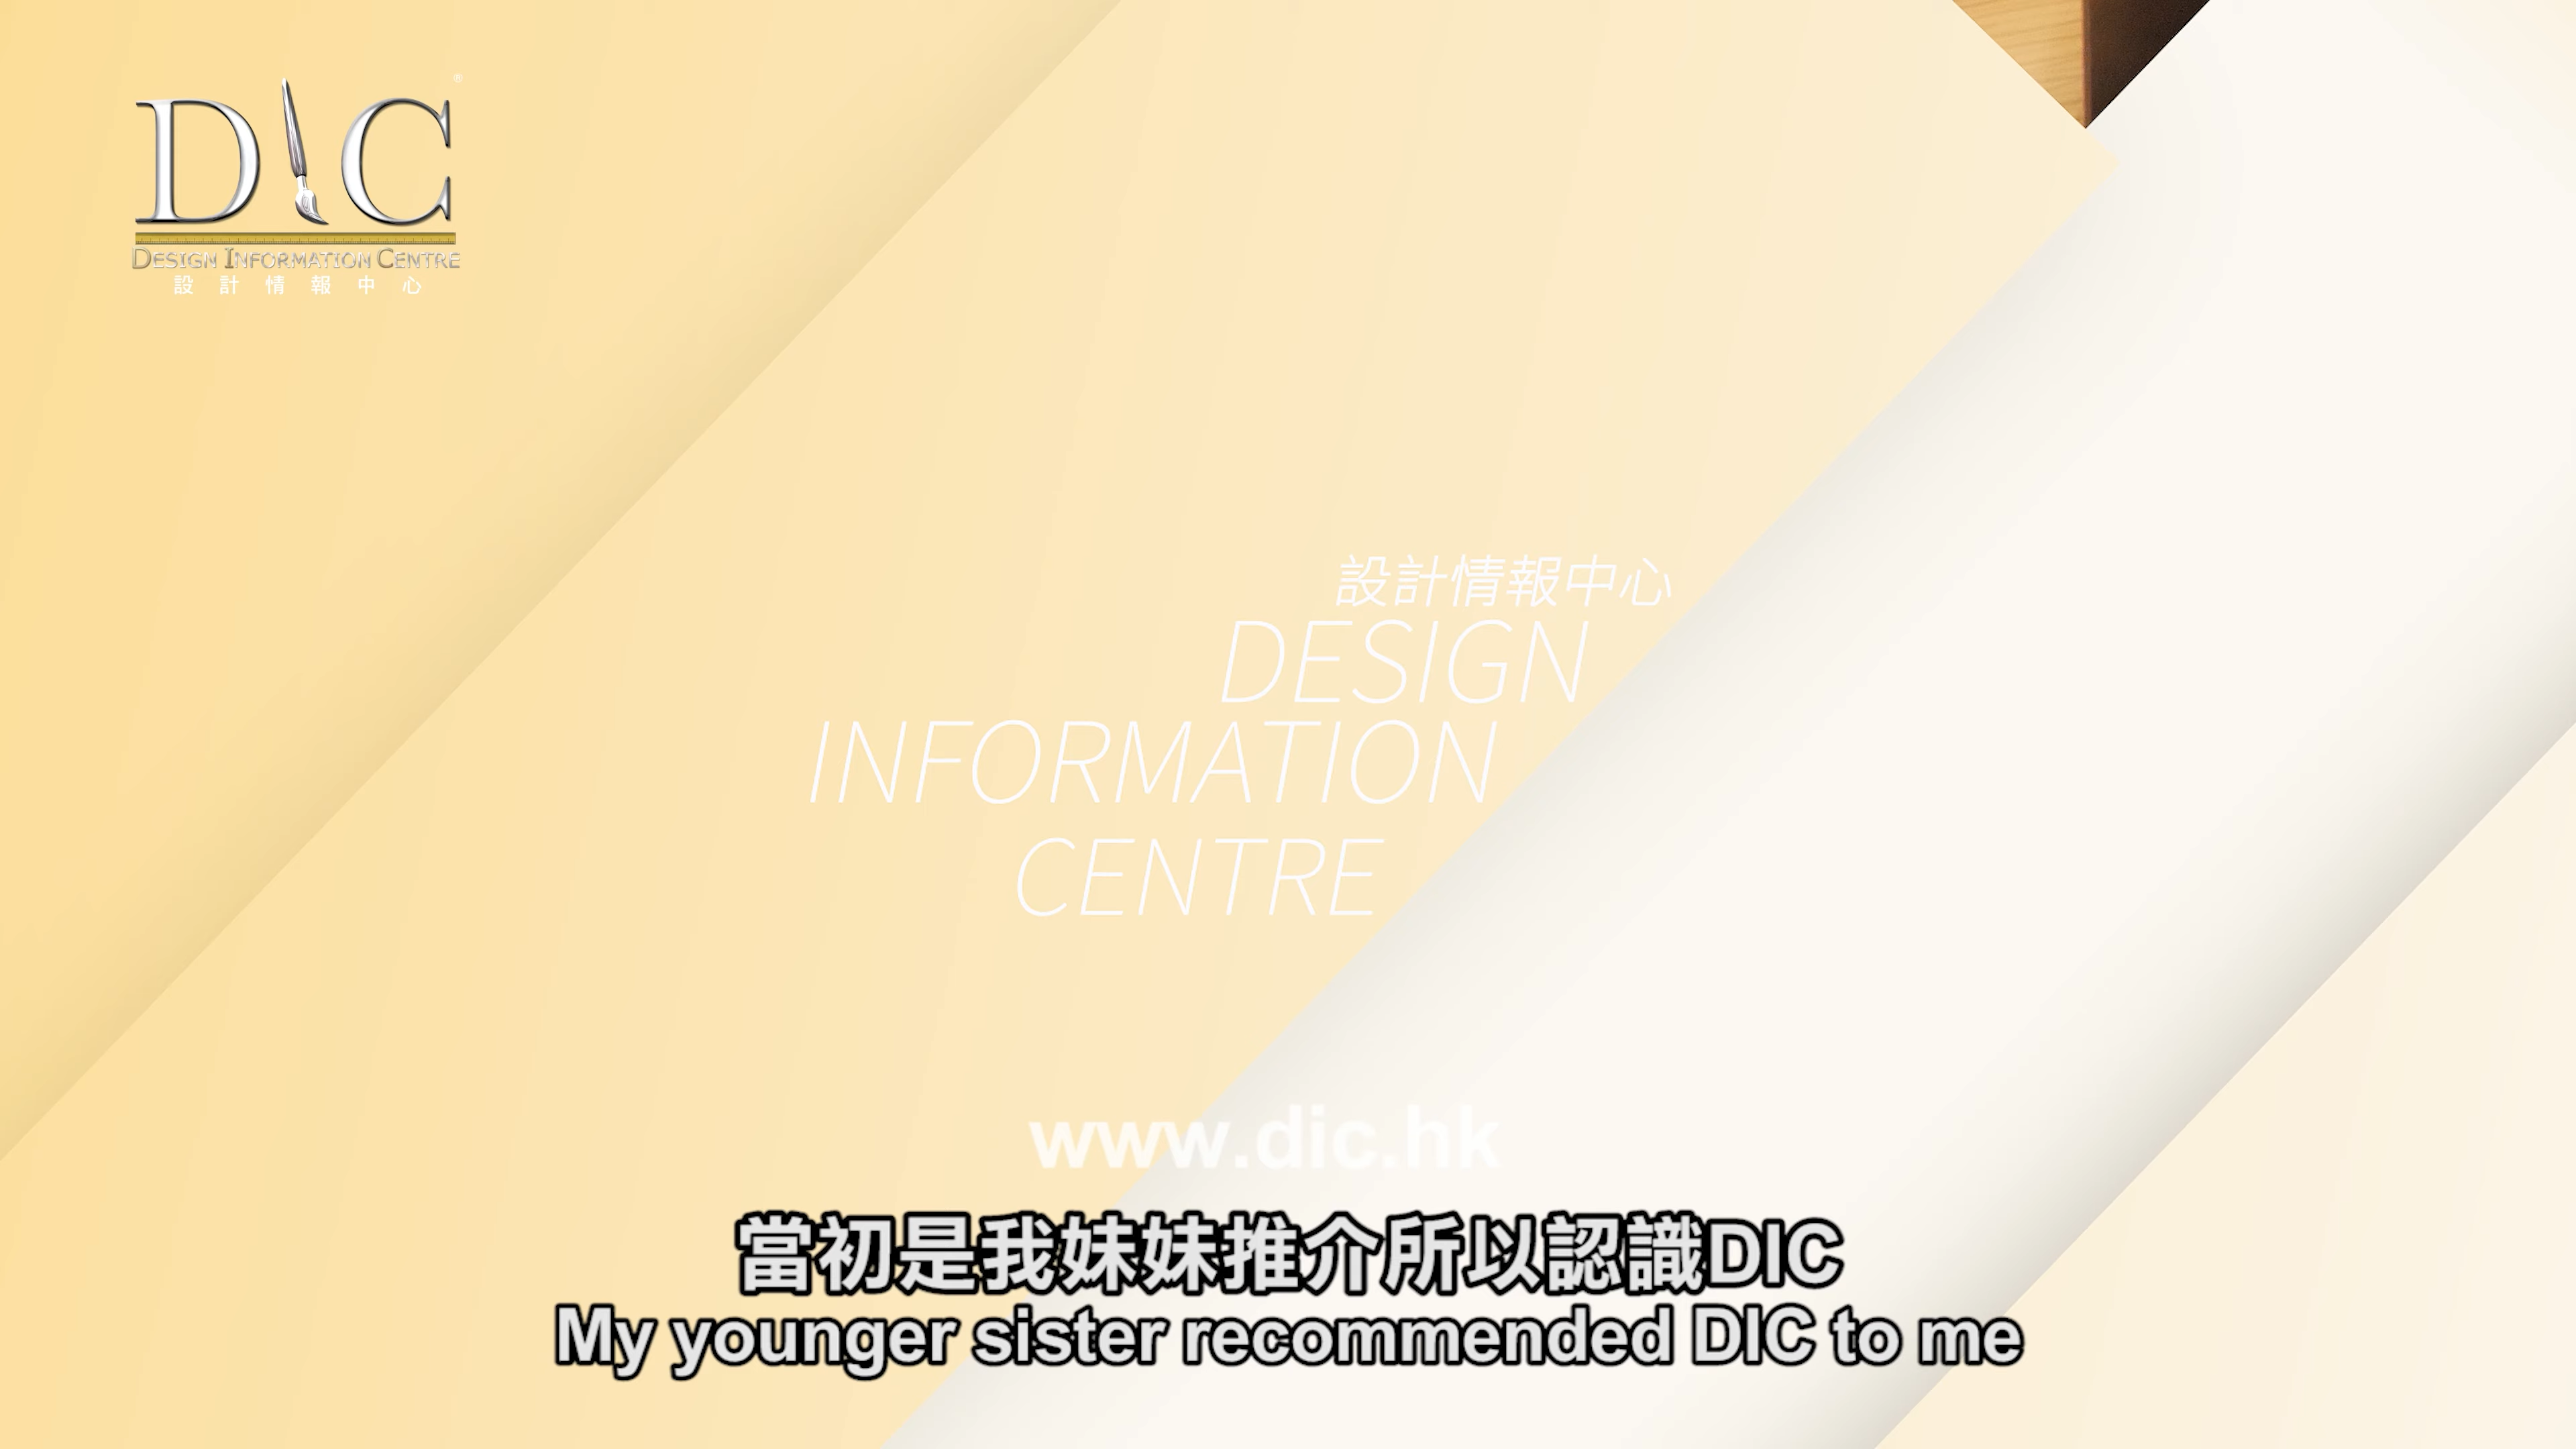 DIC®
DESIGN INFORMATION CENTRE
設計情報中心
設計情報中心
DESIGN
INFORMATION
CENTRE
www.dic.hk
當初是我妹妹推介所以認識DIC
My younger sister recommended DIC to me